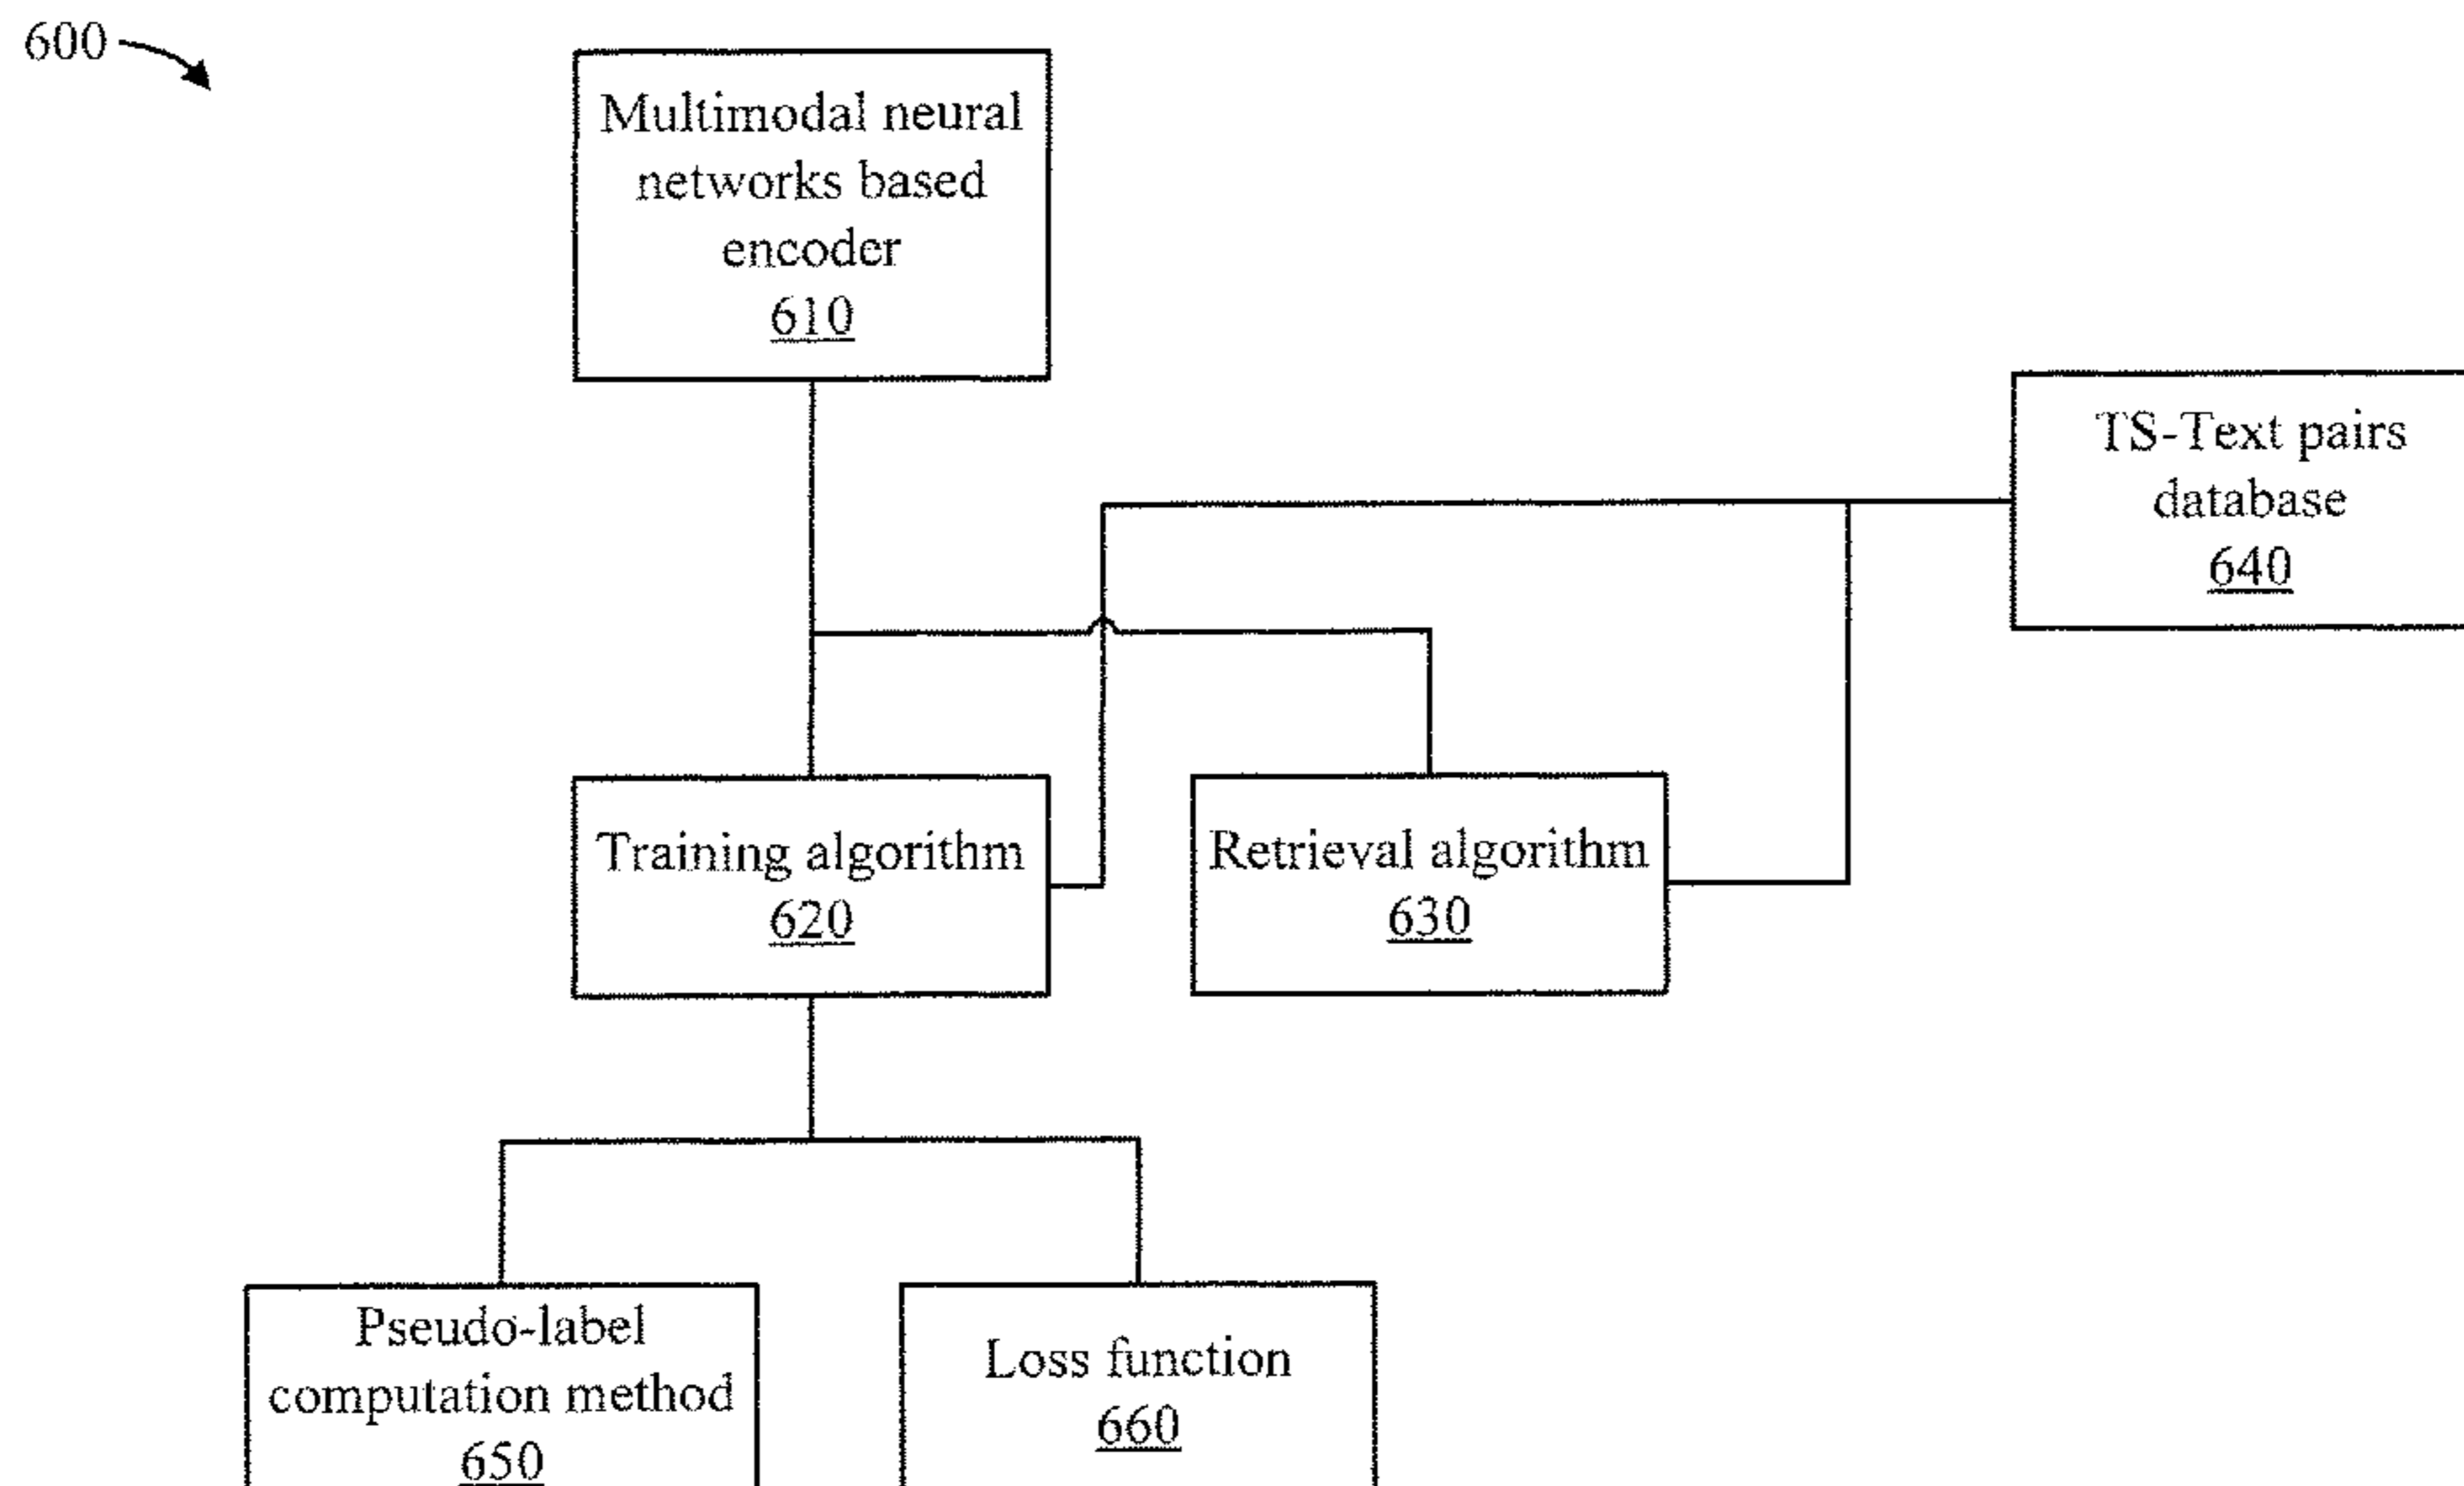 600
Multimodal neural
networks based
encoder
610
TS-Text pairs
database
640
Training algorithm
620
Retrieval algorithm
630
Pseudo-label
computation method
650
Loss function
660